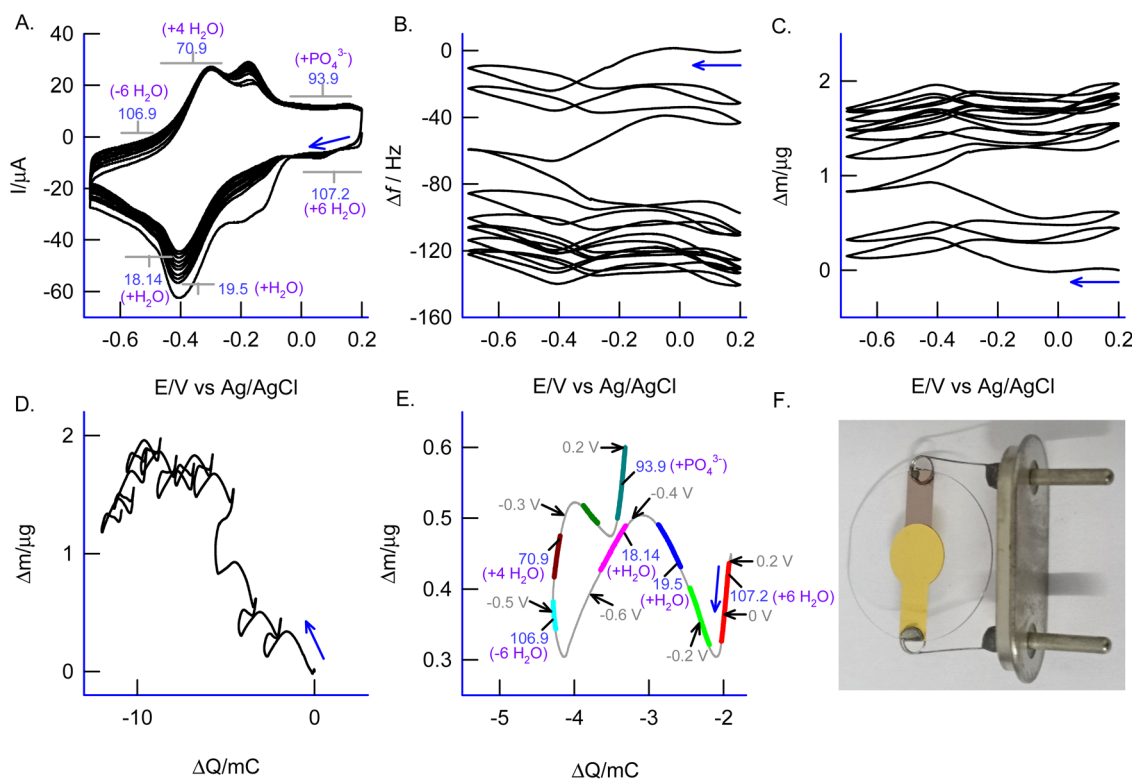 A.
(+4 H₂O)
70.9
(+PO₄³⁻)
93.9
(-6 H₂O)
106.9
107.2
(+6 H₂O)
18.14
(+H₂O)
19.5 (+H₂O)
40
20
0
-20
-40
-60
I/µA
-0.6 -0.4 -0.2 0.0 0.2
E/V vs Ag/AgCl
B.
0
-40
-80
-120
-160
Δf / Hz
-0.6 -0.4 -0.2 0.0 0.2
E/V vs Ag/AgCl
C.
2
1
0
Δm/µg
-0.6 -0.4 -0.2 0.0 0.2
E/V vs Ag/AgCl
D.
2
1
0
Δm/µg
-10 0
ΔQ/mC
E.
0.6
0.5
0.4
0.3
0.2 V
93.9 (+PO₄³⁻)
-0.3 V
-0.4 V
70.9
(+4 H₂O)
18.14
(+H₂O)
19.5
(+H₂O)
0.2 V
107.2 (+6 H₂O)
0 V
-0.5 V
-0.6 V
106.9
(-6 H₂O)
-0.2 V
-5 -4 -3 -2
ΔQ/mC
F.